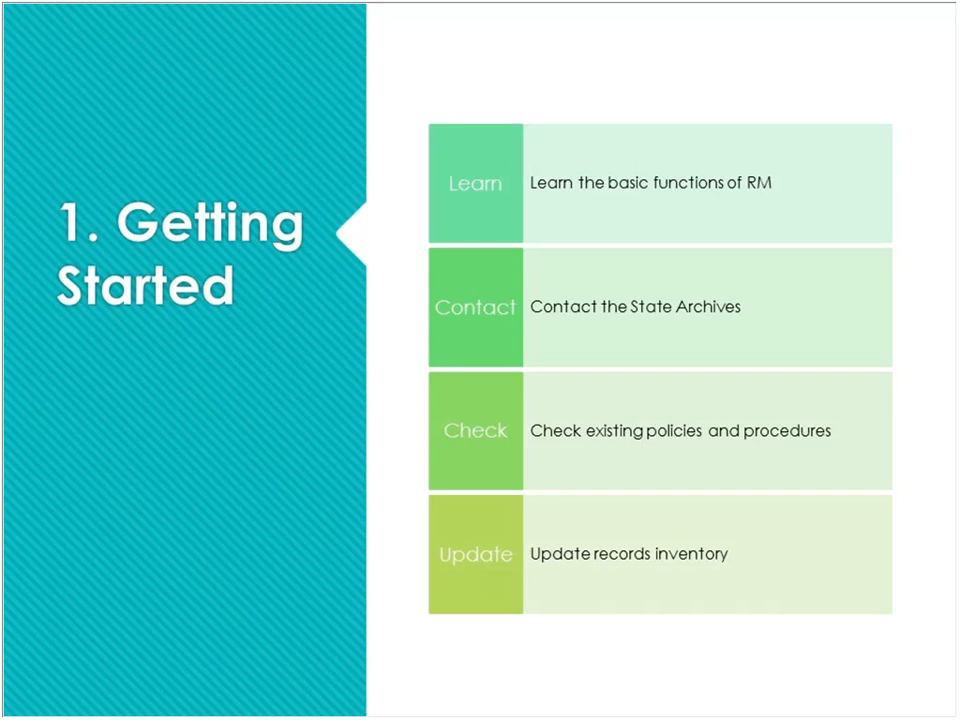 1. Getting
Started
Learn
Learn the basic functions of RM
Contact
Contact the State Archives
Check
Check existing policies and procedures
Update
Update records inventory